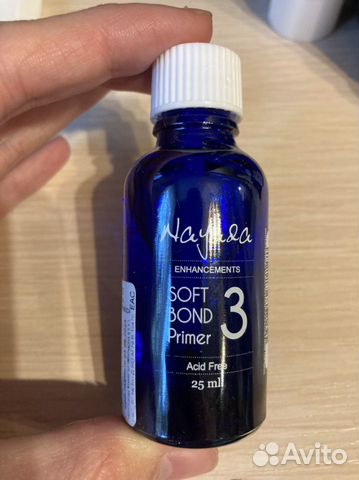 Nayada
ENHANCEMENTS
SOFT
BOND 3
Primer
Acid Free
25 ml
EAC
Avito